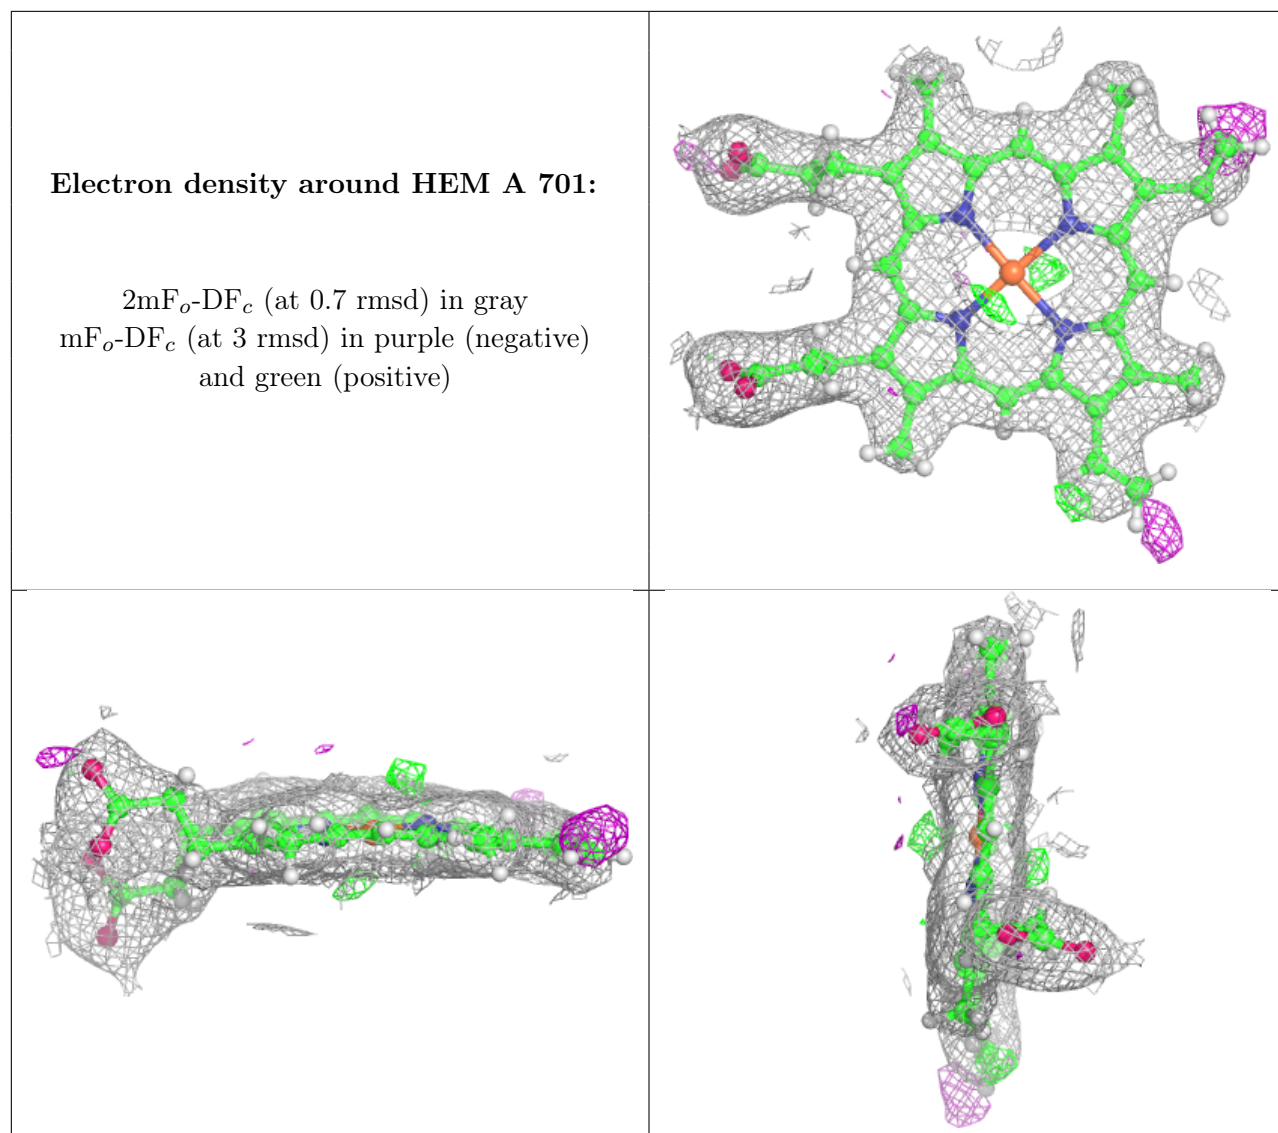 Electron density around HEM A 701:
2mFo-DFc (at 0.7 rmsd) in gray
mFo-DFc (at 3 rmsd) in purple (negative)
and green (positive)